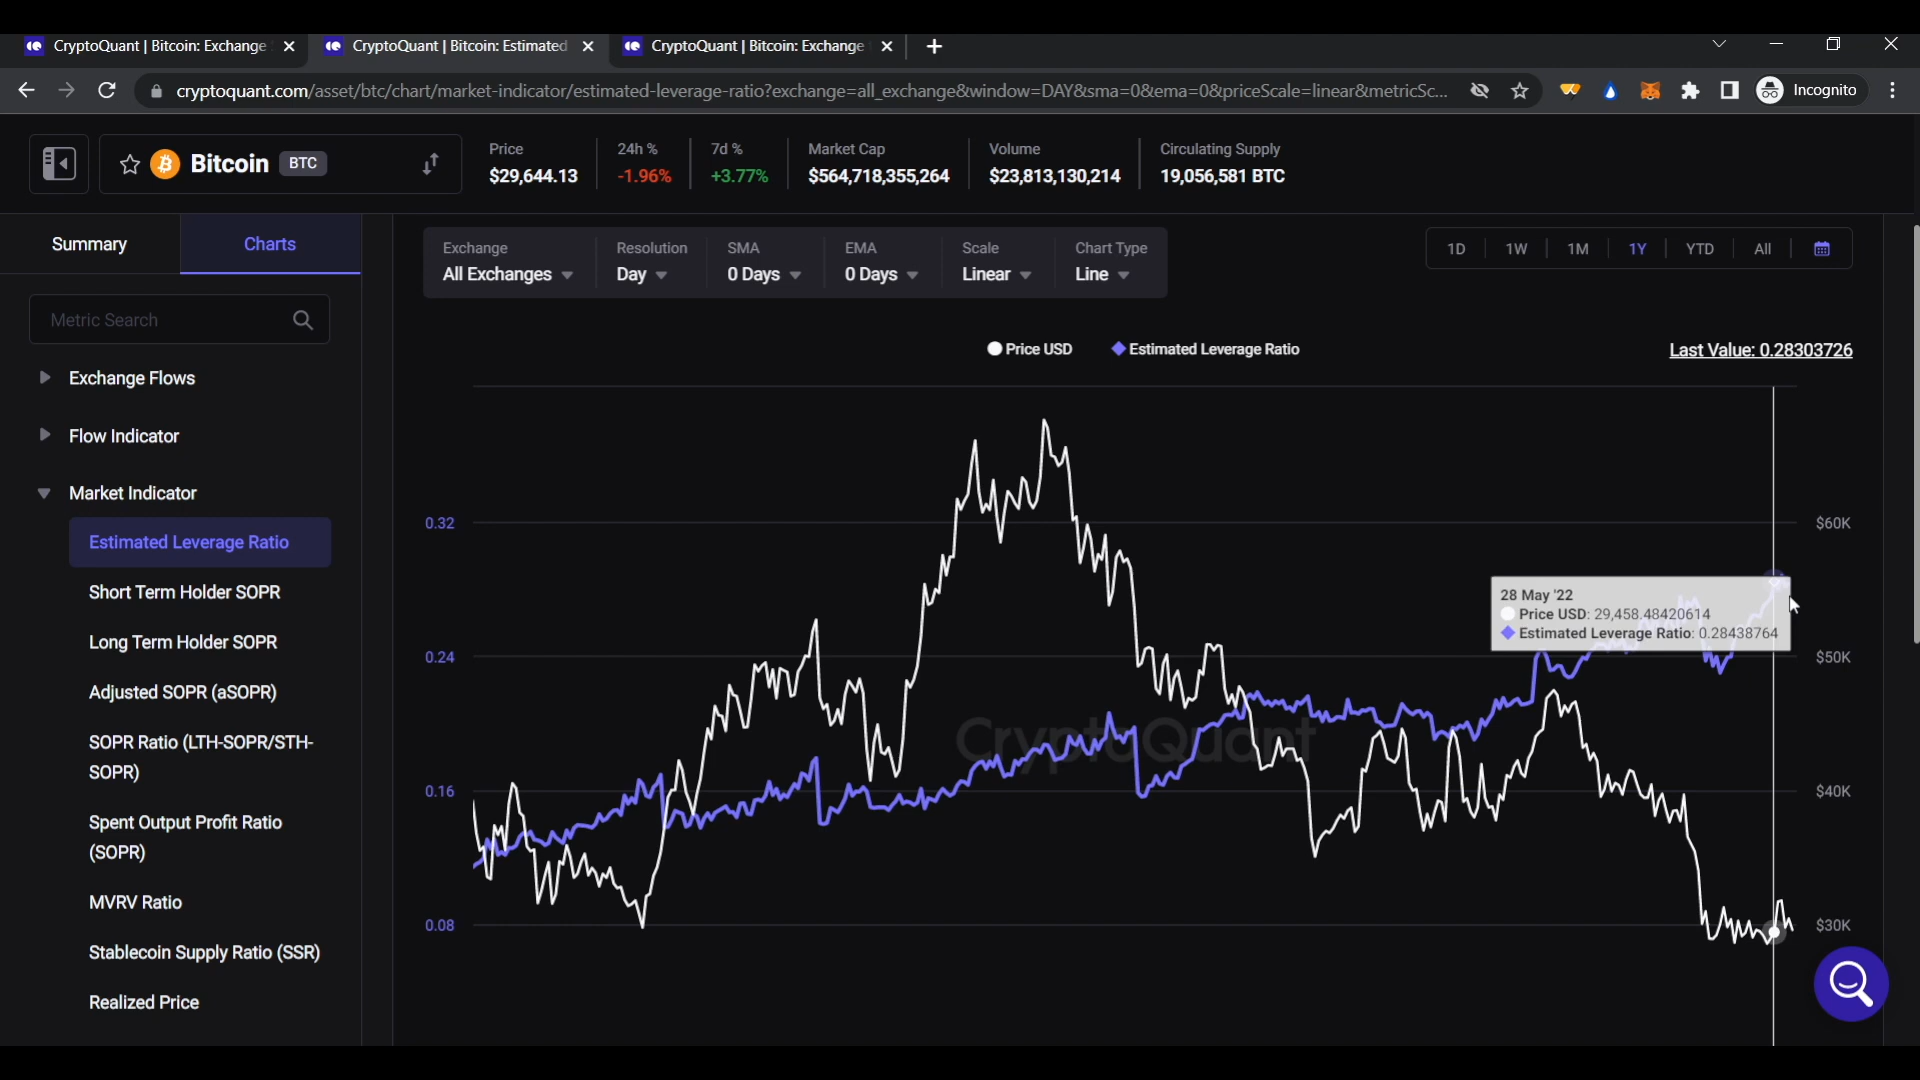 CryptoQuant | Bitcoin: Exchange
CryptoQuant | Bitcoin: Estimated
CryptoQuant | Bitcoin: Exchange
cryptoquant.com/asset/btc/chart/market-indicator/estimated-leverage-ratio?exchange=all_exchange&window=DAY&sma=0&ema=0&priceScale=linear&metricSc...
Incognito
Bitcoin BTC
Price
$29,644.13
24h %
-1.96%
7d %
+3.77%
Market Cap
$564,718,355,264
Volume
$23,813,130,214
Circulating Supply
19,056,581 BTC
Summary
Charts
Metric Search
Exchange Flows
Flow Indicator
Market Indicator
Estimated Leverage Ratio
Short Term Holder SOPR
Long Term Holder SOPR
Adjusted SOPR (aSOPR)
SOPR Ratio (LTH-SOPR/STH-
SOPR)
Spent Output Profit Ratio
(SOPR)
MVRV Ratio
Stablecoin Supply Ratio (SSR)
Realized Price
Exchange
All Exchanges
Resolution
Day
SMA
0 Days
EMA
0 Days
Scale
Linear
Chart Type
Line
1D 1W 1M 1Y YTD All
Price USD Estimated Leverage Ratio
Last Value: 0.28303726
0.32
0.24
0.16
0.08
$60K
$50K
$40K
$30K
28 May '22
Price USD: 29,458.48420614
Estimated Leverage Ratio: 0.28438764
CryptoQuant